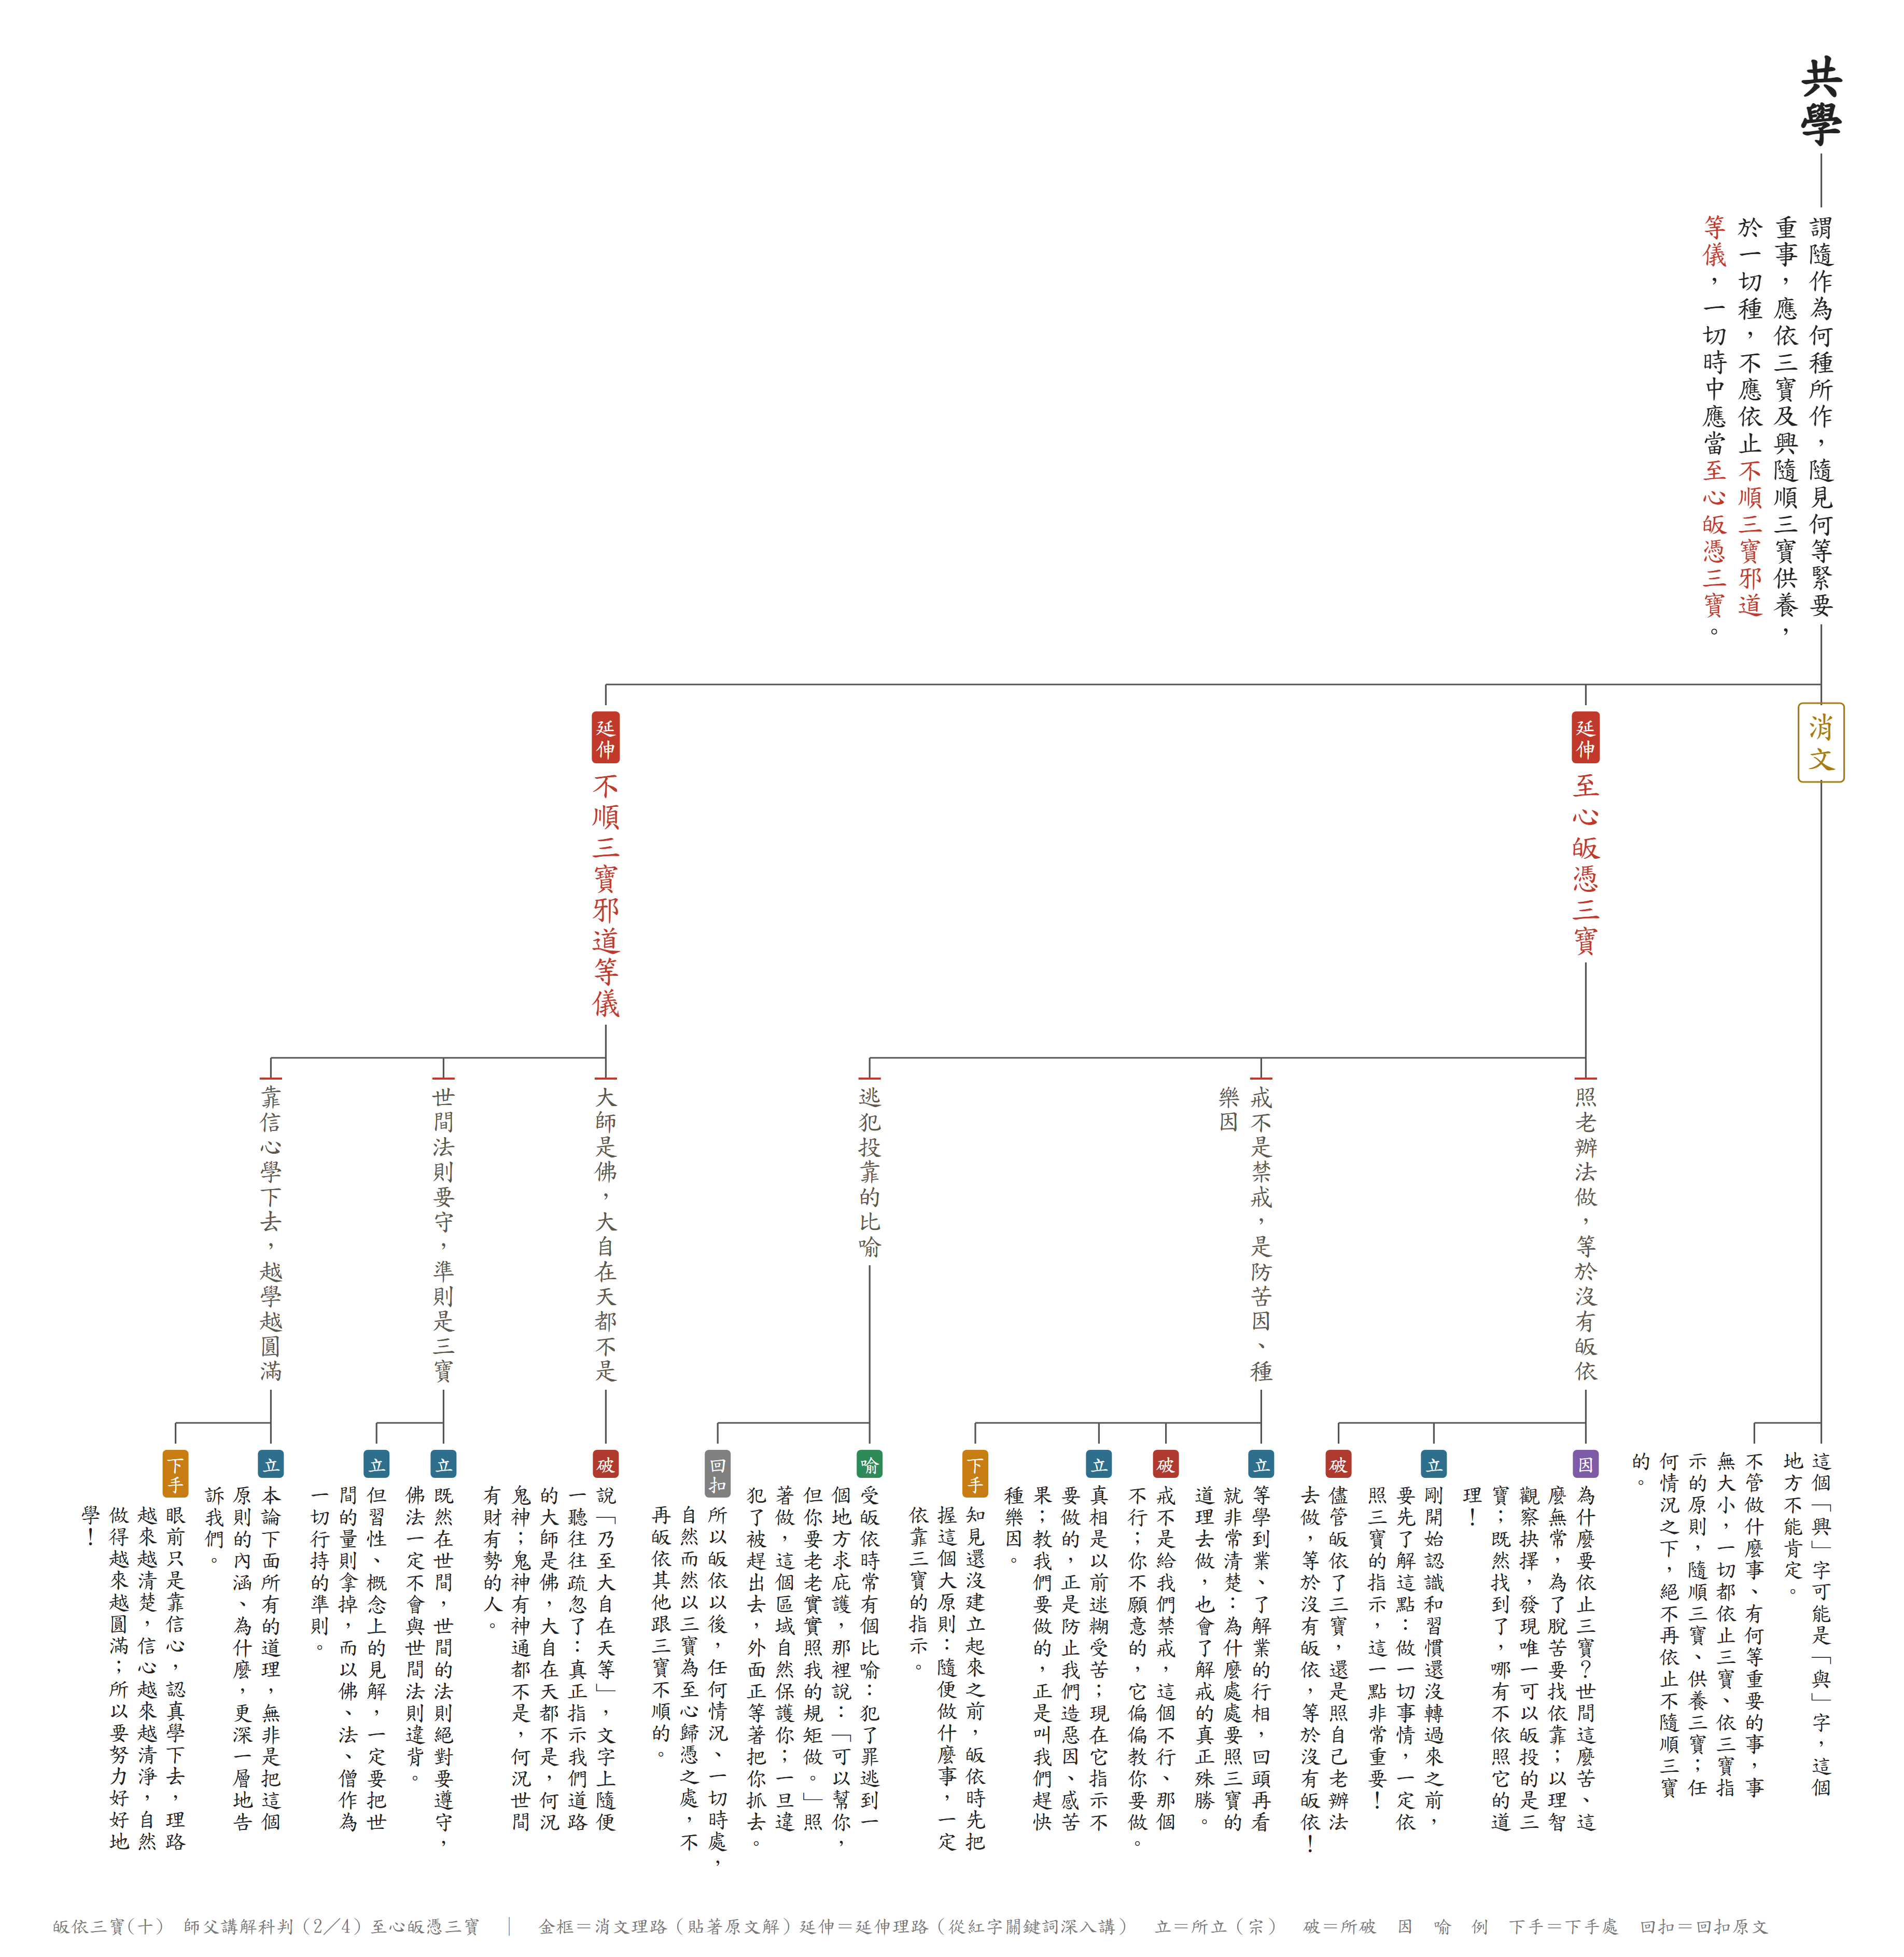 共學
謂隨作為何種所作，隨見何等緊要
重事，應依三寶及興隨順三寶供養，
於一切種，不應依止不順三寶邪道
等儀，一切時中應當至心皈憑三寶。
消文
這個「興」字可能是「與」字，這個
地方不能肯定。
不管做什麼事、有何等重要的事，事
無大小，一切都依止三寶、依三寶指
示的原則，隨順三寶、供養三寶；任
何情況之下，絕不再依止不隨順三寶
的。
延伸
至心皈憑三寶
照老辦法做，等於沒有皈依
因
為什麼要依止三寶？世間這麼苦、這
麼無常，為了脫苦要找依靠；以理智
觀察抉擇，發現唯一可以皈投的是三
寶；既然找到了，哪有不依照它的道
理！
立
剛開始認識和習慣還沒轉過來之前，
要先了解這點：做一切事情，一定依
照三寶的指示，這一點非常重要！
破
儘管皈依了三寶，還是照自己老辦法
去做，等於沒有皈依，等於沒有皈依！
戒不是禁戒，是防苦因、種
樂因
立
等學到業、了解業的行相，回頭再看
就非常清楚：為什麼處處要照三寶的
道理去做，也會了解戒的真正殊勝。
破
戒不是給我們禁戒，這個不行、那個
不行；你不願意的，它偏偏教你要做。
立
真相是以前迷糊受苦；現在它指示不
要做的，正是防止我們造惡因、感苦
果；教我們要做的，正是叫我們趕快
種樂因。
下手
知見還沒建立起來之前，皈依時先把
握這個大原則：隨便做什麼事，一定
依靠三寶的指示。
逃犯投靠的比喻
喻
受皈依時常有個比喻：犯了罪逃到一
個地方求庇護，那裡說：「可以幫你，
但你要老老實實照我的規矩做。」照
著做，這個區域自然保護你；一旦違
犯了被趕出去，外面正等著把你抓去。
回扣
所以皈依以後，任何情況、一切時處，
自然而然以三寶為至心歸憑之處，不
再皈依其他跟三寶不順的。
延伸
不順三寶邪道等儀
大師是佛，大自在天都不是
破
說「乃至大自在天等」，文字上隨便
一聽往往疏忽了：真正指示我們道路
的大師是佛，大自在天都不是，何況
鬼神；鬼神有神通都不是，何況世間
有財有勢的人。
世間法則要守，準則是三寶
立
既然在世間，世間的法則絕對要遵守，
佛法一定不會與世間法則違背。
立
但習性、概念上的見解，一定要把世
間的量則拿掉，而以佛、法、僧作為
一切行持的準則。
靠信心學下去，越學越圓滿
立
本論下面所有的道理，無非是把這個
原則的內涵、為什麼，更深一層地告
訴我們。
下手
眼前只是靠信心，認真學下去，理路
越來越清楚，信心越來越清淨，自然
做得越來越圓滿；所以要努力好好地
學！
皈依三寶（十）　師父講解科判（2／4）至心皈憑三寶　｜　金框＝消文理路（貼著原文解）延伸＝延伸理路（從紅字關鍵詞深入講）　立＝所立（宗）　破＝所破　因　喻　例　下手＝下手處　回扣＝回扣原文